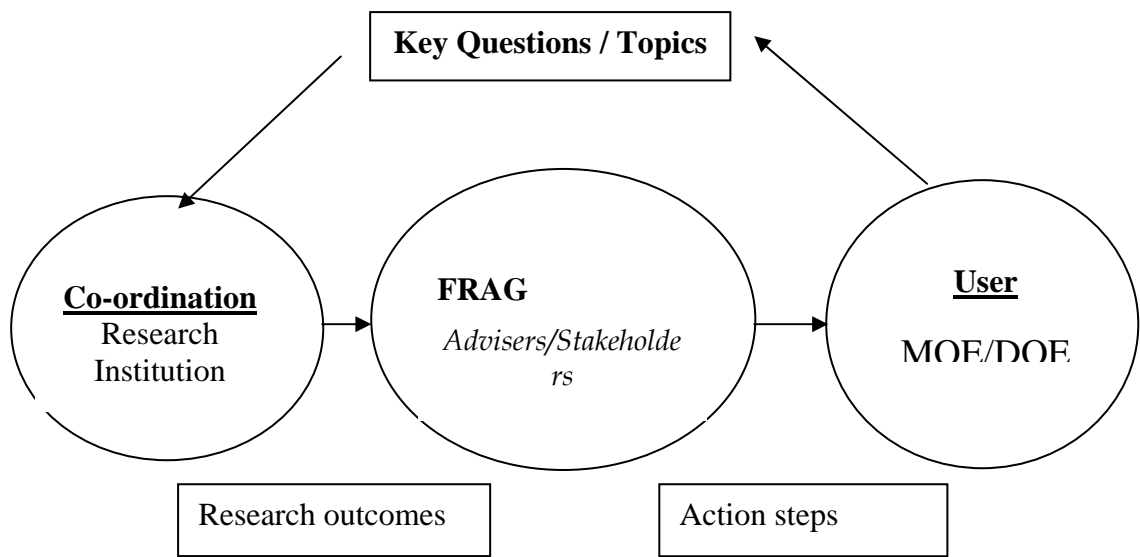 Key Questions / Topics
Co-ordination
Research
Institution
FRAG
Advisers/Stakeholde
rs
User
MOE/DOE
Research outcomes
Action steps